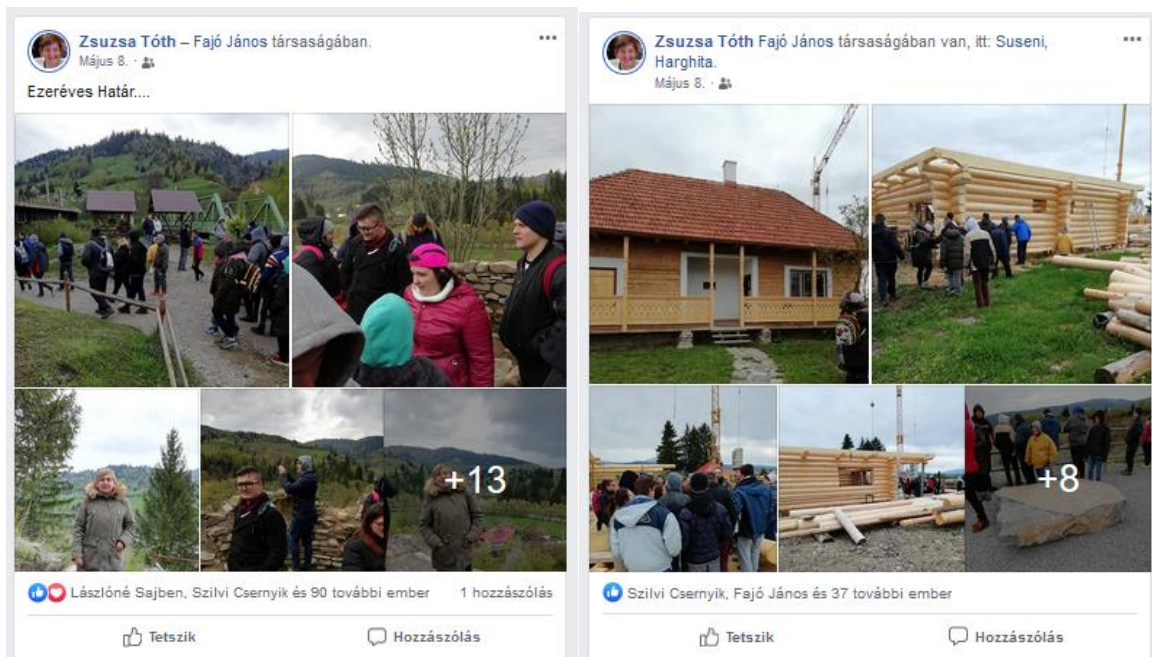 Zsuzsa Tóth – Fajó János társaságában.
Május 8. ·
Ezeréves Határ....
+13
Lászlóné Sajben, Szilvi Csernyik és 90 további ember 1 hozzászólás
Tetszik Hozzászólás
Zsuzsa Tóth Fajó János társaságában van, itt: Suseni,
Harghita.
Május 8. ·
+8
Szilvi Csernyik, Fajó János és 37 további ember
Tetszik Hozzászólás